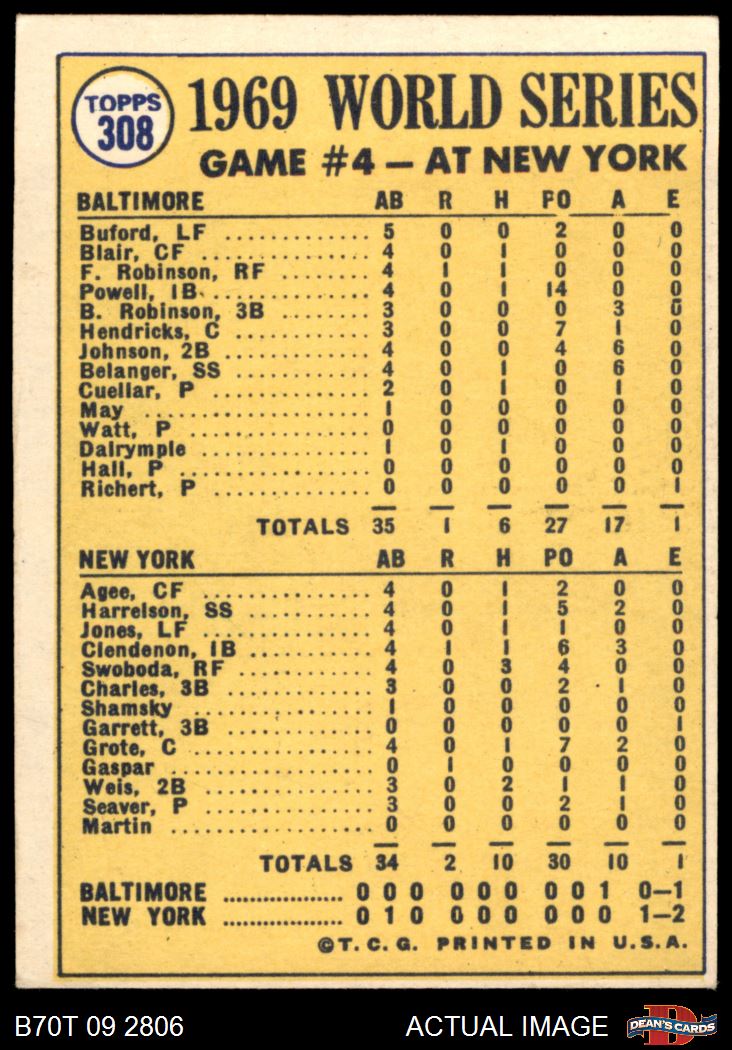 TOPPS
308
1969 WORLD SERIES
GAME #4 — AT NEW YORK
BALTIMORE AB R H PO A E
Buford, LF .............. 5 0 0 2 0 0
Blair, CF ................ 4 0 1 0 0 0
F. Robinson, RF ........ 4 1 1 0 0 0
Powell, 1B ............... 4 0 1 14 0 0
B. Robinson, 3B ........ 3 0 0 0 3 0
Hendricks, C ............ 3 0 0 7 1 0
Johnson, 2B ............. 4 0 0 4 6 0
Belanger, SS ............. 4 0 1 0 6 0
Cuellar, P ............... 2 0 1 0 1 0
May ...................... 1 0 0 0 0 0
Watt, P .................. 0 0 0 0 0 0
Dalrymple ................ 1 0 1 0 0 0
Hall, P .................. 0 0 0 0 0 0
Richert, P ............... 0 0 0 0 0 1
TOTALS 35 1 6 27 17 1
NEW YORK AB R H PO A E
Agee, CF ................ 4 0 1 2 0 0
Harrelson, SS ........... 4 0 1 5 2 0
Jones, LF ................ 4 0 1 1 0 0
Clendenon, 1B ........... 4 1 1 6 3 0
Swoboda, RF ............. 4 0 3 4 0 0
Charles, 3B .............. 3 0 0 2 1 0
Shamsky .................. 1 0 0 0 0 0
Garrett, 3B .............. 0 0 0 0 0 1
Grote, C ................. 4 0 1 7 2 0
Gaspar ................... 0 1 0 0 0 0
Weis, 2B ................. 3 0 2 1 1 0
Seaver, P ................ 3 0 0 2 1 0
Martin ................... 0 0 0 0 0 0
TOTALS 34 2 10 30 10 1
BALTIMORE .................. 0 0 0 0 0 0 0 0 1 0—1
NEW YORK .................. 0 1 0 0 0 0 0 0 0 1—2
©T.C.G. PRINTED IN U.S.A.
B70T 09 2806 ACTUAL IMAGE DEAN'S CARDS